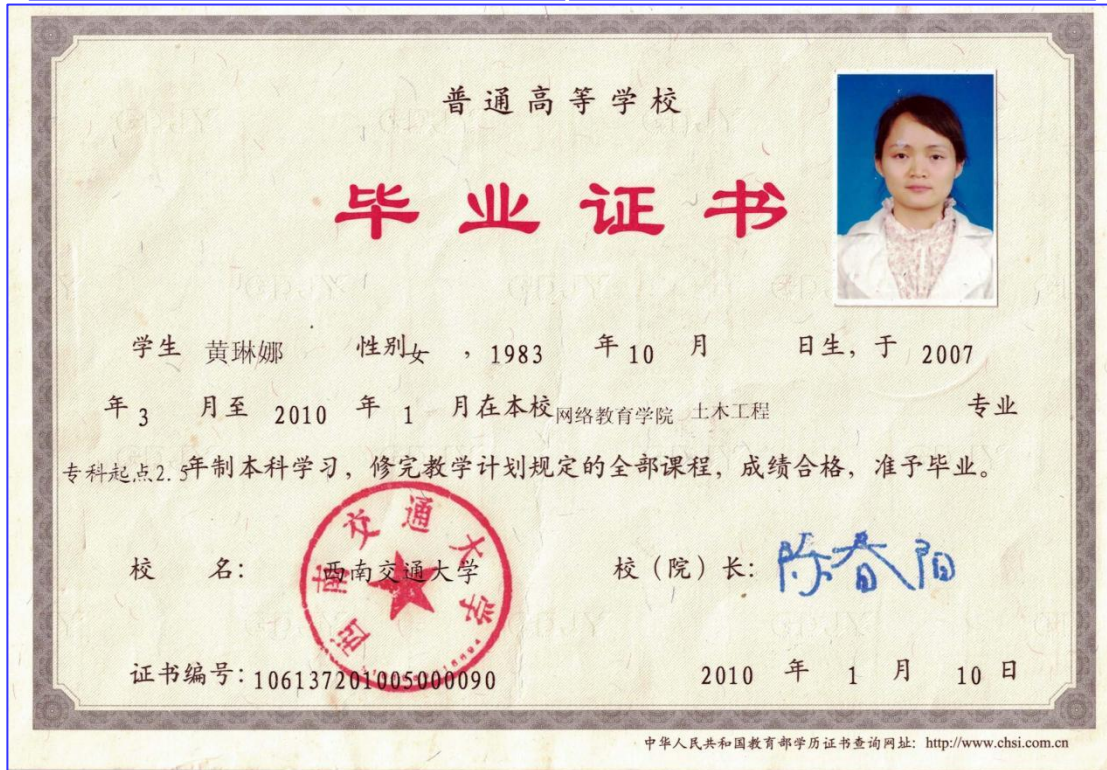 普通高等学校
毕业证书
学生 黄琳娜 性别 女 ，1983 年 10 月 日生，于 2007
年 3 月至 2010 年 1 月在本校 网络教育学院 土木工程 专业
专科起点2.5年制本科学习，修完教学计划规定的全部课程，成绩合格，准予毕业。
校 名： 西南交通大学 校（院）长：陈春阳
西南交通大学
证书编号：106137201005000090 2010 年 1 月 10 日
中华人民共和国教育部学历证书查询网址：http://www.chsi.com.cn